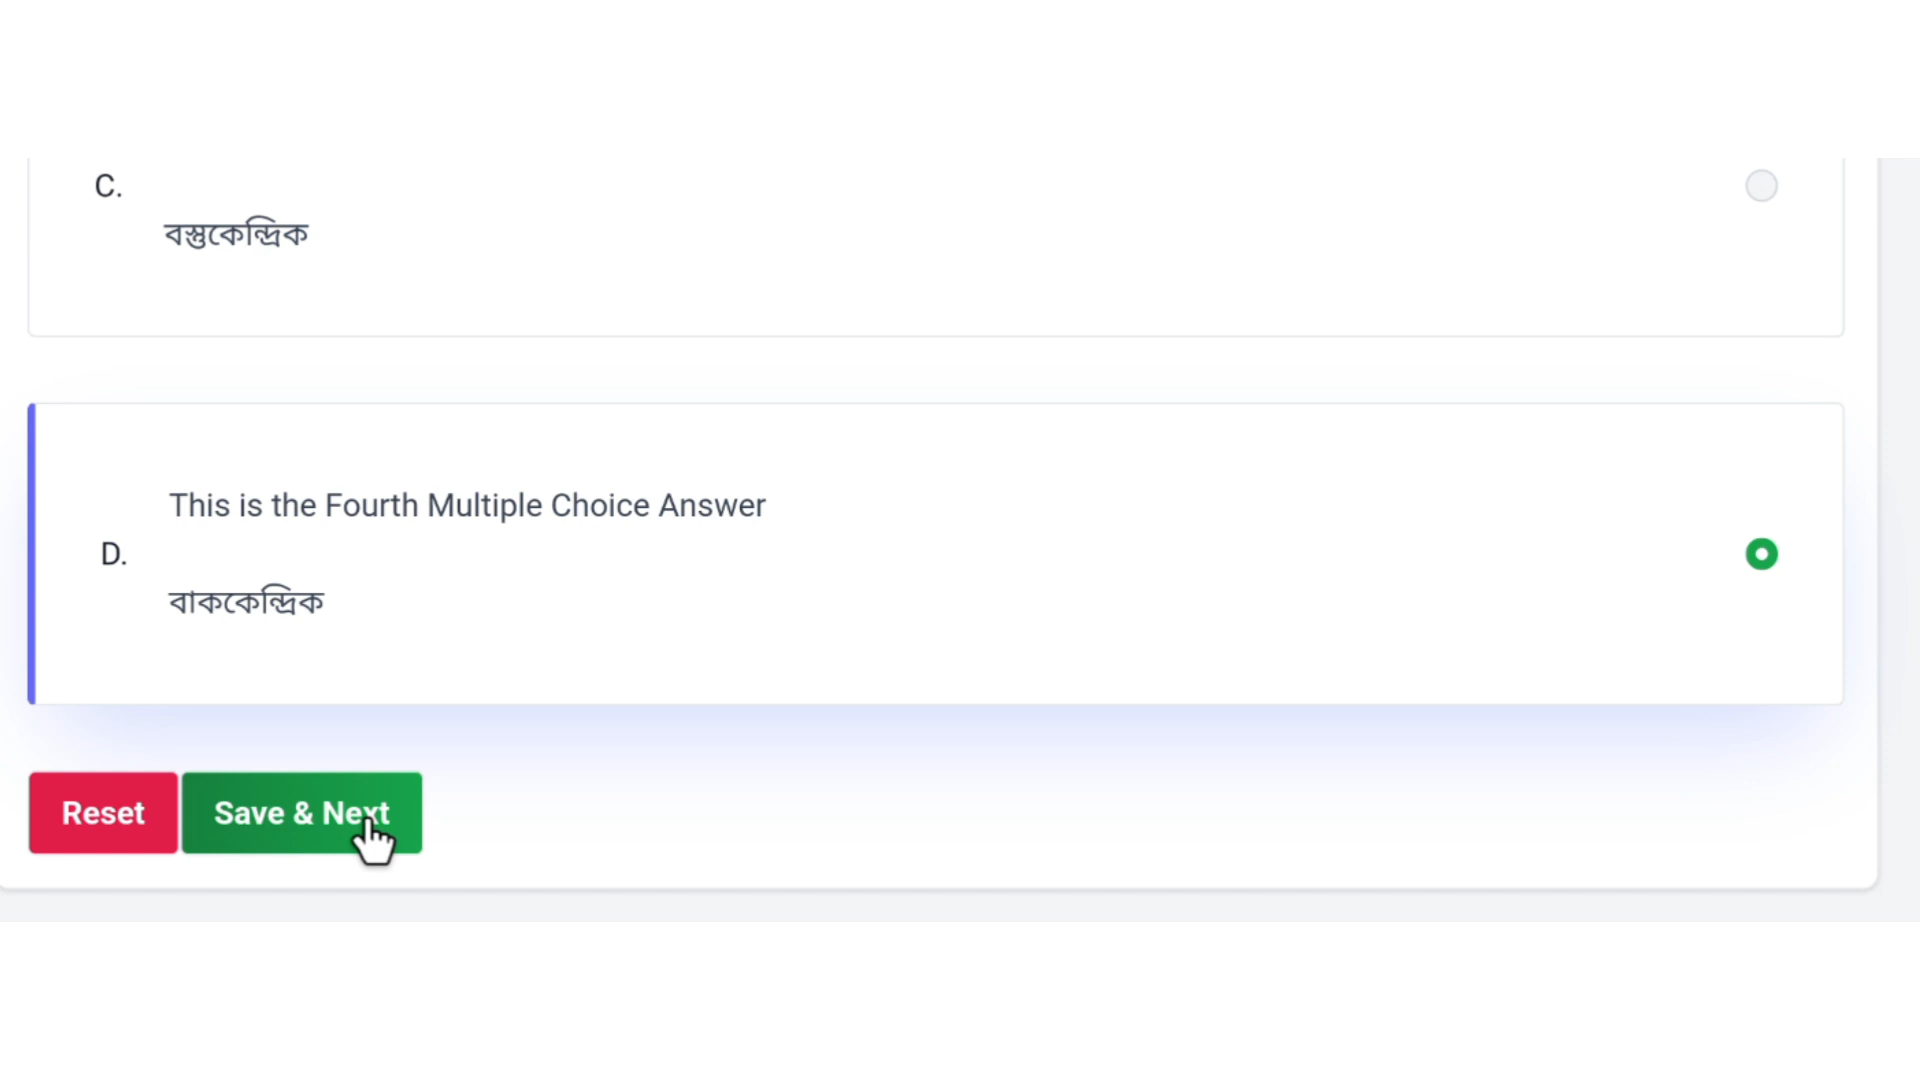 C.
বস্তুকেন্দ্রিক
This is the Fourth Multiple Choice Answer
D.
বাককেন্দ্রিক
Reset Save & Next